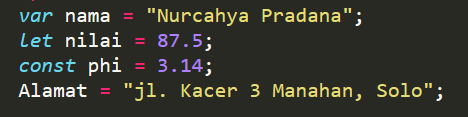 var nama = "Nurcahya Pradana";
let nilai = 87.5;
const phi = 3.14;
Alamat = "jl. Kacer 3 Manahan, Solo";